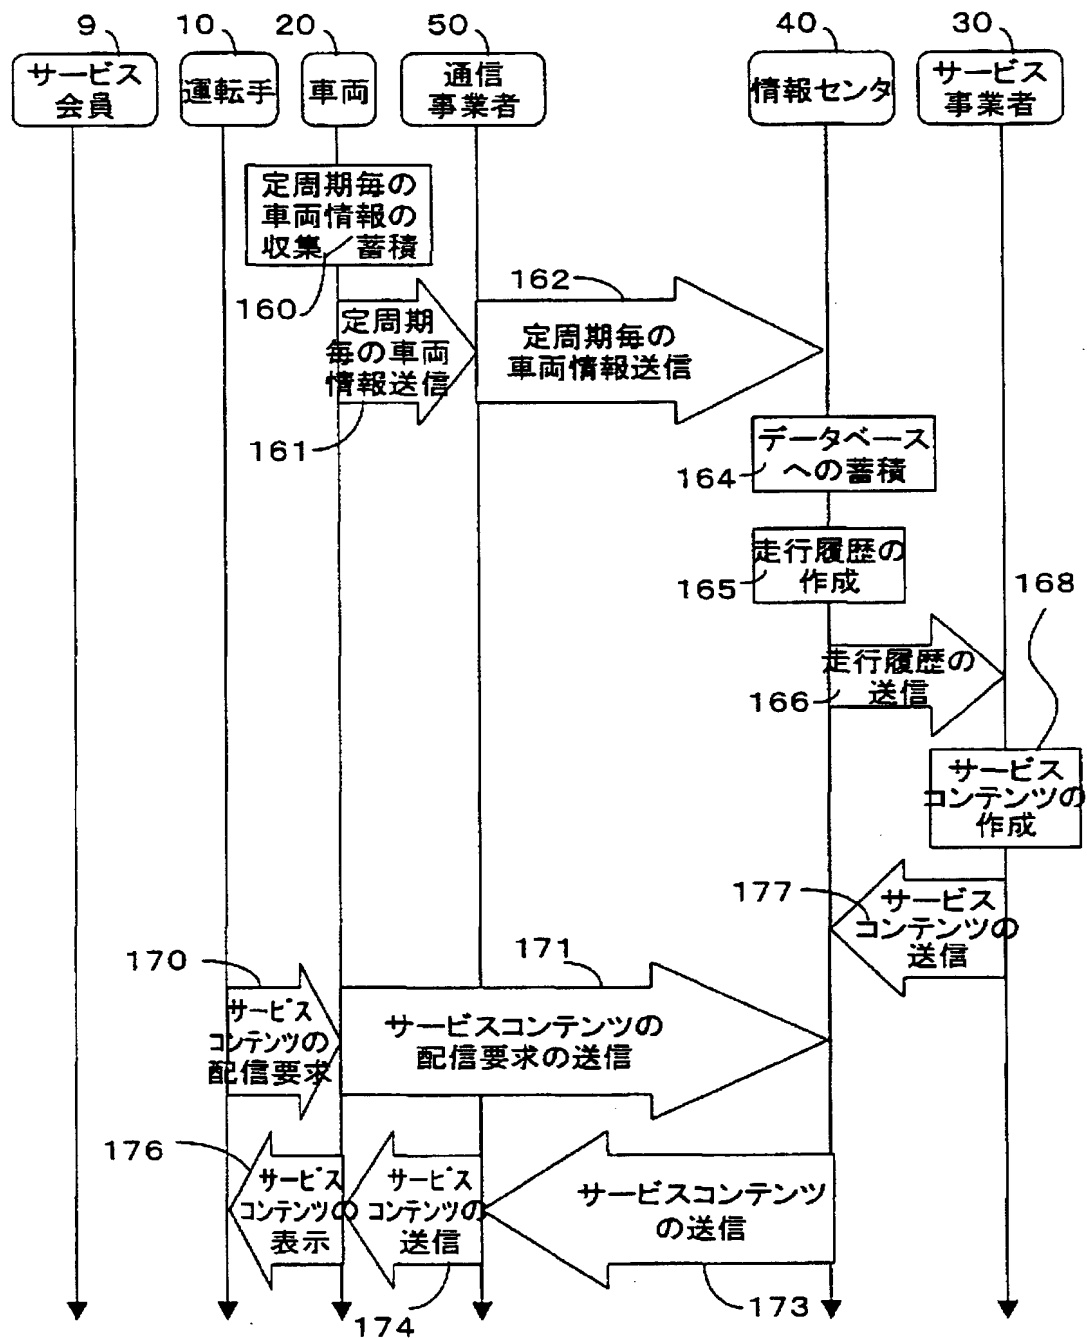 9
10
20
50
40
30
サービス
会員
運転手
車両
通信
事業者
情報センタ
サービス
事業者
定周期毎の
車両情報の
収集 蓄積
160
定周期
毎の車両
情報送信
161
162
定周期毎の
車両情報送信
データベース
への蓄積
164
走行履歴の
作成
165
168
走行履歴の
送信
166
サービス
コンテンツの
作成
177
サービス
コンテンツの
送信
170
171
サービス
コンテンツの
配信要求
サービスコンテンツの
配信要求の送信
176
サービス
コンテンツの
表示
サービス
コンテンツの
送信
サービスコンテンツ
の送信
174
173